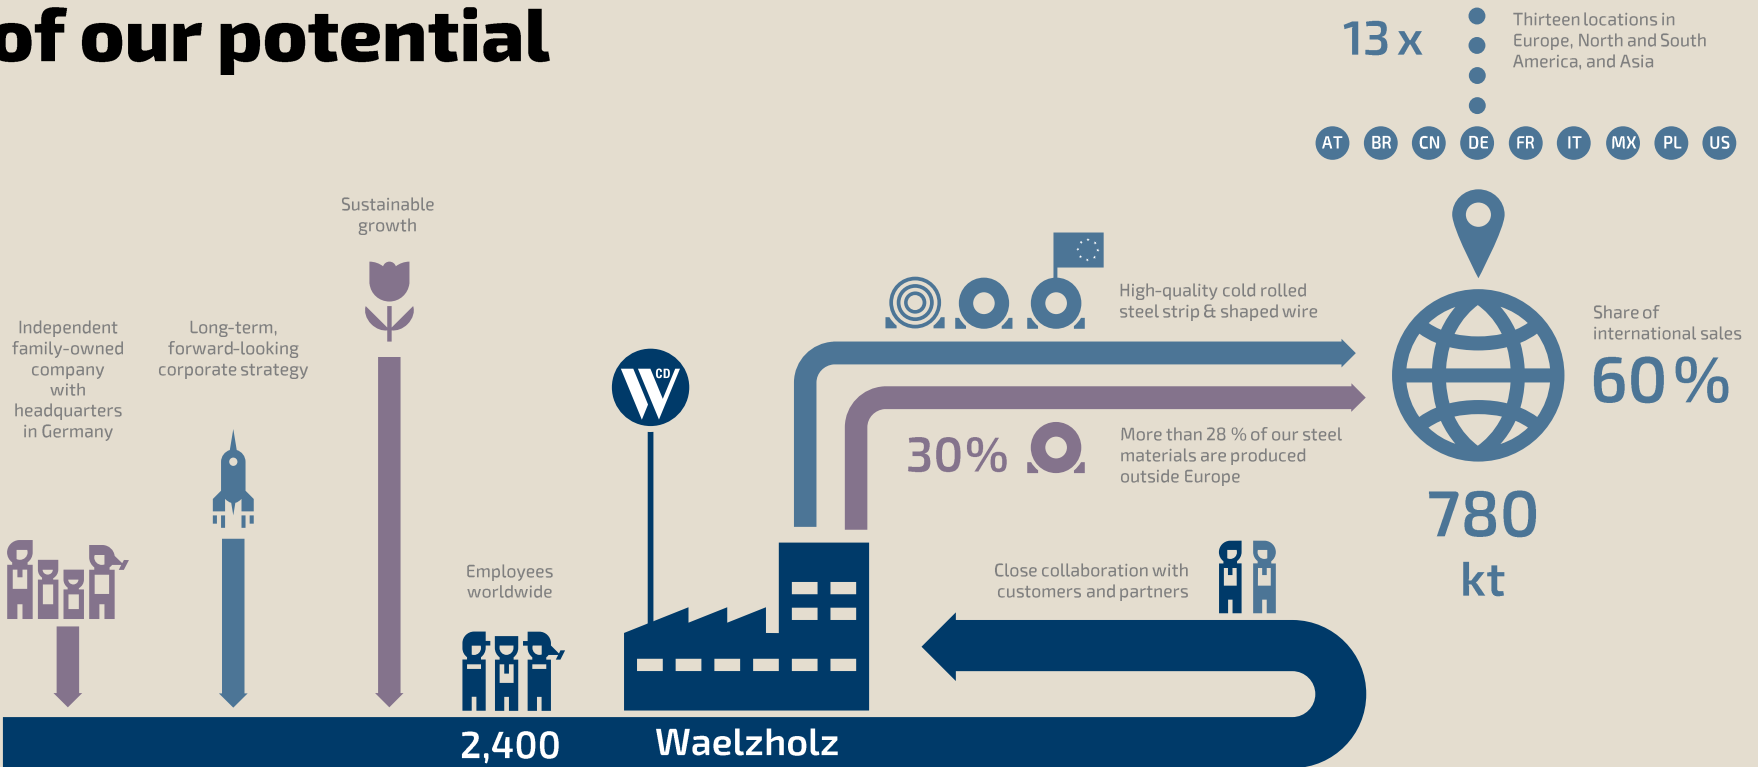 of our potential
13 x
Thirteen locations in
Europe, North and South
America, and Asia
AT BR CN DE FR IT MX PL US
Sustainable
growth
Independent
family-owned
company
with
headquarters
in Germany
Long-term,
forward-looking
corporate strategy
W CD
High-quality cold rolled
steel strip & shaped wire
Share of
international sales
60 %
30 %
More than 28 % of our steel
materials are produced
outside Europe
780
kt
Employees
worldwide
Close collaboration with
customers and partners
2,400
Waelzholz